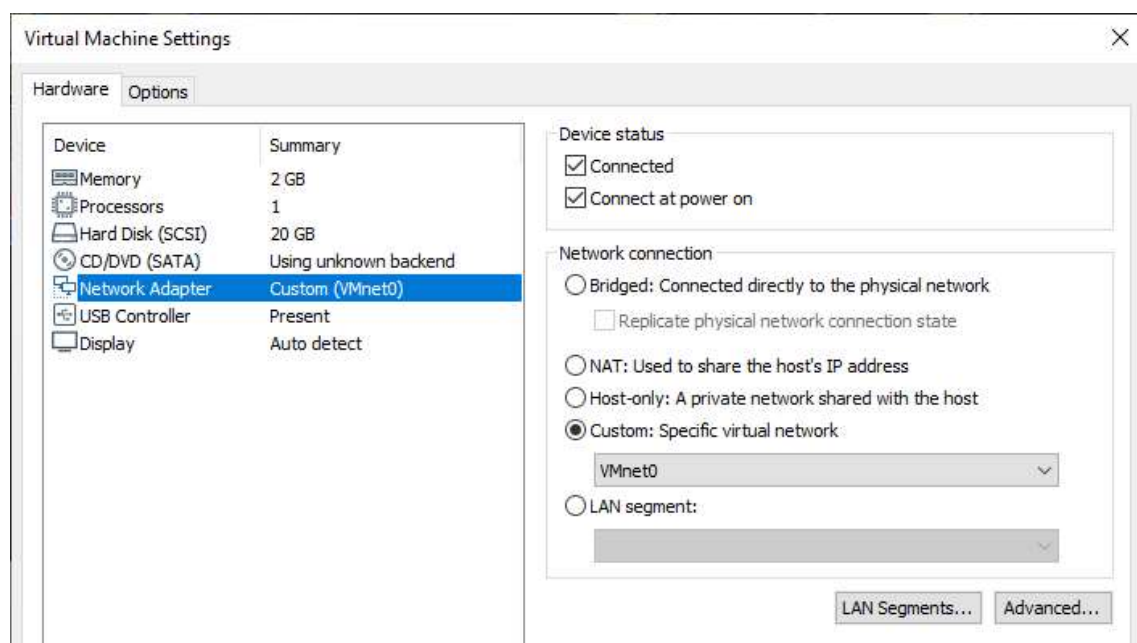 Virtual Machine Settings
Hardware Options
Device Summary
Memory 2 GB
Processors 1
Hard Disk (SCSI) 20 GB
CD/DVD (SATA) Using unknown backend
Network Adapter Custom (VMnet0)
USB Controller Present
Display Auto detect
Device status
Connected
Connect at power on
Network connection
Bridged: Connected directly to the physical network
Replicate physical network connection state
NAT: Used to share the host's IP address
Host-only: A private network shared with the host
Custom: Specific virtual network
VMnet0
LAN segment:
LAN Segments... Advanced...